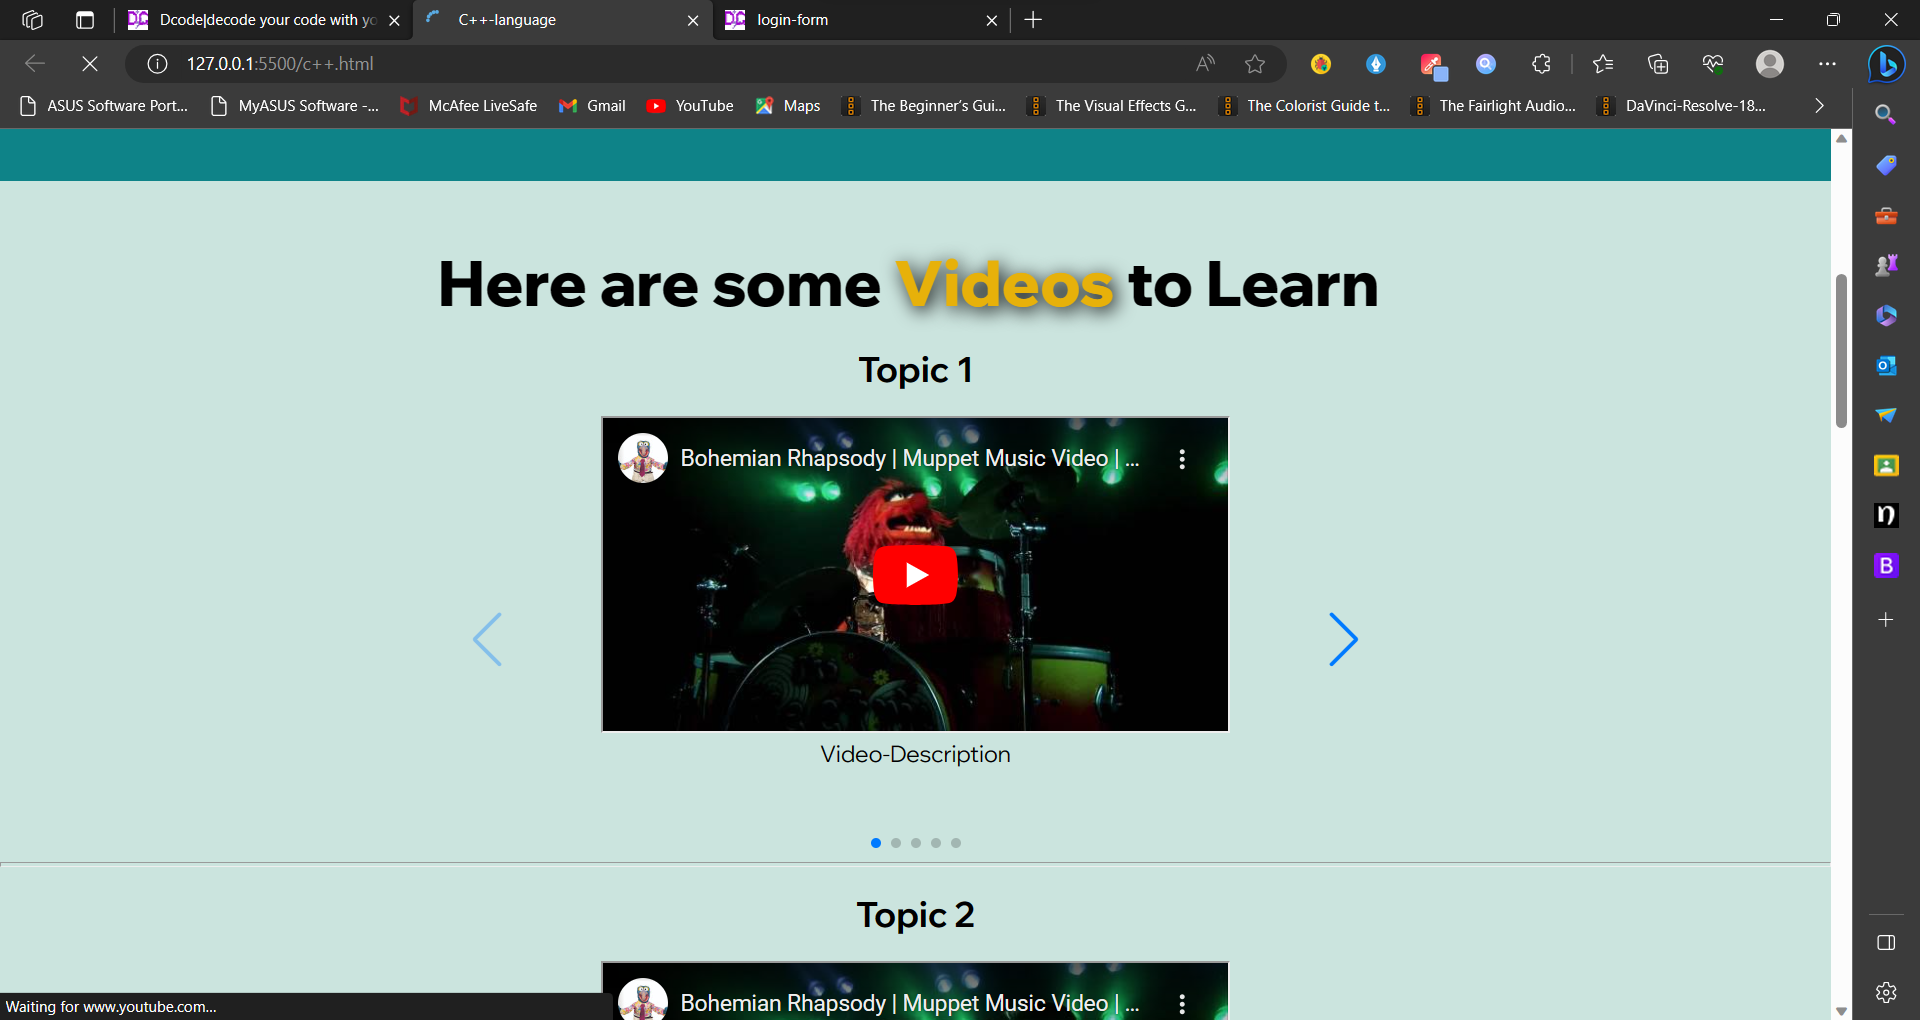 Dcode|decode your code with yo
C++-language
login-form
127.0.0.1:5500/c++.html
ASUS Software Port...
MyASUS Software -...
McAfee LiveSafe
Gmail
YouTube
Maps
The Beginner's Gui...
The Visual Effects G...
The Colorist Guide t...
The Fairlight Audio...
DaVinci-Resolve-18...
Here are some Videos to Learn
Topic 1
Bohemian Rhapsody | Muppet Music Video | ...
Video-Description
Topic 2
Bohemian Rhapsody | Muppet Music Video | ...
Waiting for www.youtube.com...